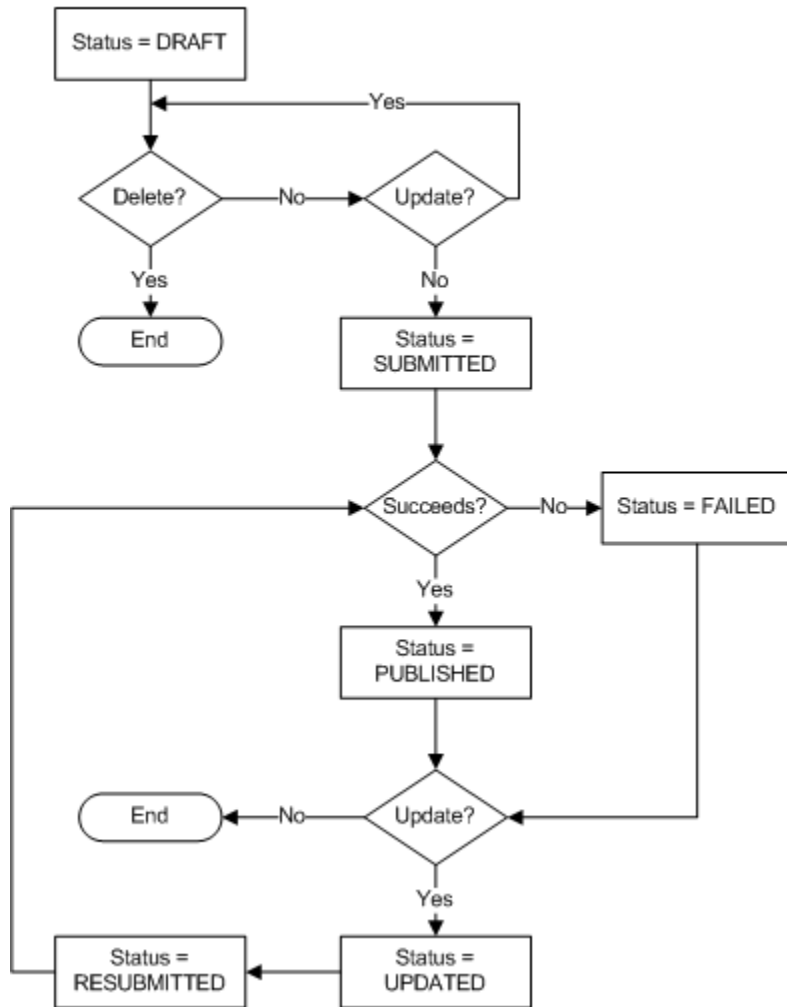 Status = DRAFT
Yes
Delete?
No
Update?
Yes
No
End
Status =
SUBMITTED
Succeeds?
No
Status = FAILED
Yes
Status =
PUBLISHED
End
No
Update?
Yes
Status =
RESUBMITTED
Status =
UPDATED